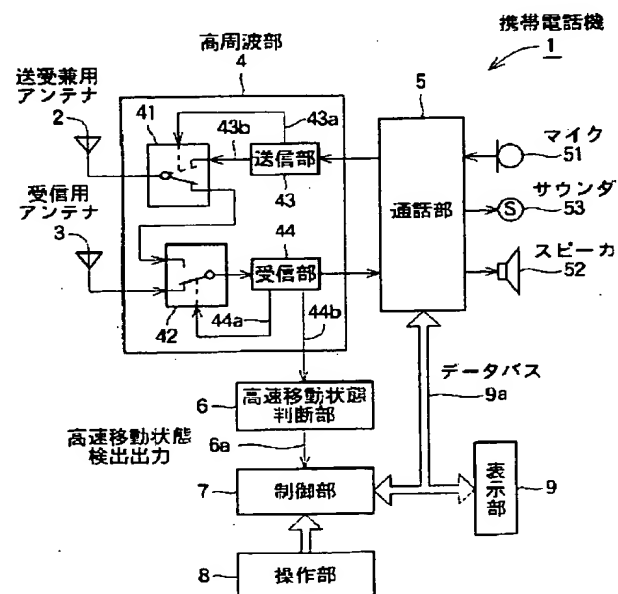 携帯電話機
1
高周波部
4
送受兼用
アンテナ
2
41
43b
43a
送信部
43
5
通話部
マイク
51
サウンダ
S
53
スピーカ
52
受信用
アンテナ
3
44
受信部
42
44a
44b
データバス
9a
6
高速移動状態
判断部
高速移動状態
検出出力
6a
7
制御部
表示部
9
8
操作部